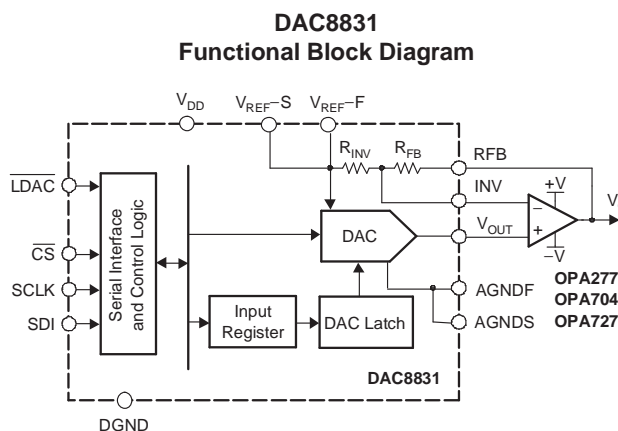 DAC8831
Functional Block Diagram
V_DD
V_REF−S
V_REF−F
R_INV
R_FB
RFB
INV
V_OUT
LDAC
CS
SCLK
SDI
Serial Interface
and Control Logic
DAC
Input
Register
DAC Latch
+V
−
+
−V
V
AGNDF
AGNDS
OPA277
OPA704
OPA727
DAC8831
DGND